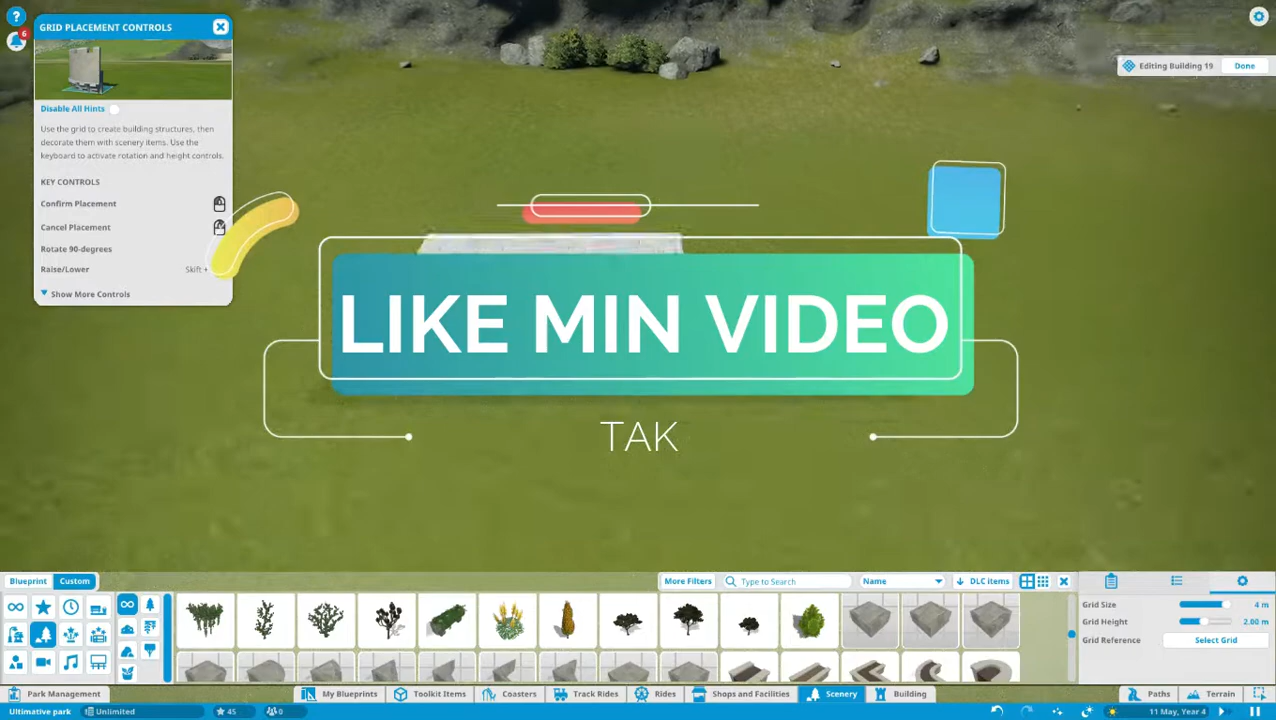 ?
6
GRID PLACEMENT CONTROLS
Disable All Hints
Use the grid to create building structures, then
decorate them with scenery items. Use the
keyboard to activate rotation and height controls.
KEY CONTROLS
Confirm Placement
Cancel Placement
Rotate 90-degrees
Raise/Lower Skift +
Show More Controls
Editing Building 19 Done
LIKE MIN VIDEO
TAK
Blueprint Custom More Filters Type to Search Name DLC items
Grid Size 4 m
Grid Height 2.00 m
Grid Reference Select Grid
Park Management My Blueprints Toolkit Items Coasters Track Rides Rides Shops and Facilities Scenery Building Paths Terrain
Ultimative park Unlimited 45 0 11 May, Year 4